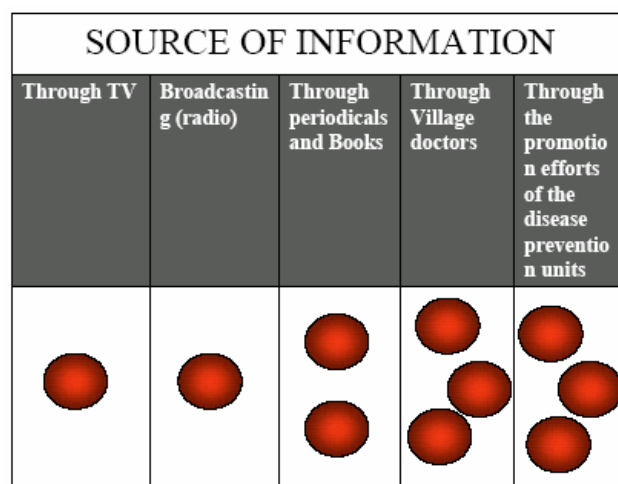 SOURCE OF INFORMATION
Through TV
Broadcastin
g (radio)
Through
periodicals
and Books
Through
Village
doctors
Through
the
promotio
n efforts
of the
disease
preventio
n units